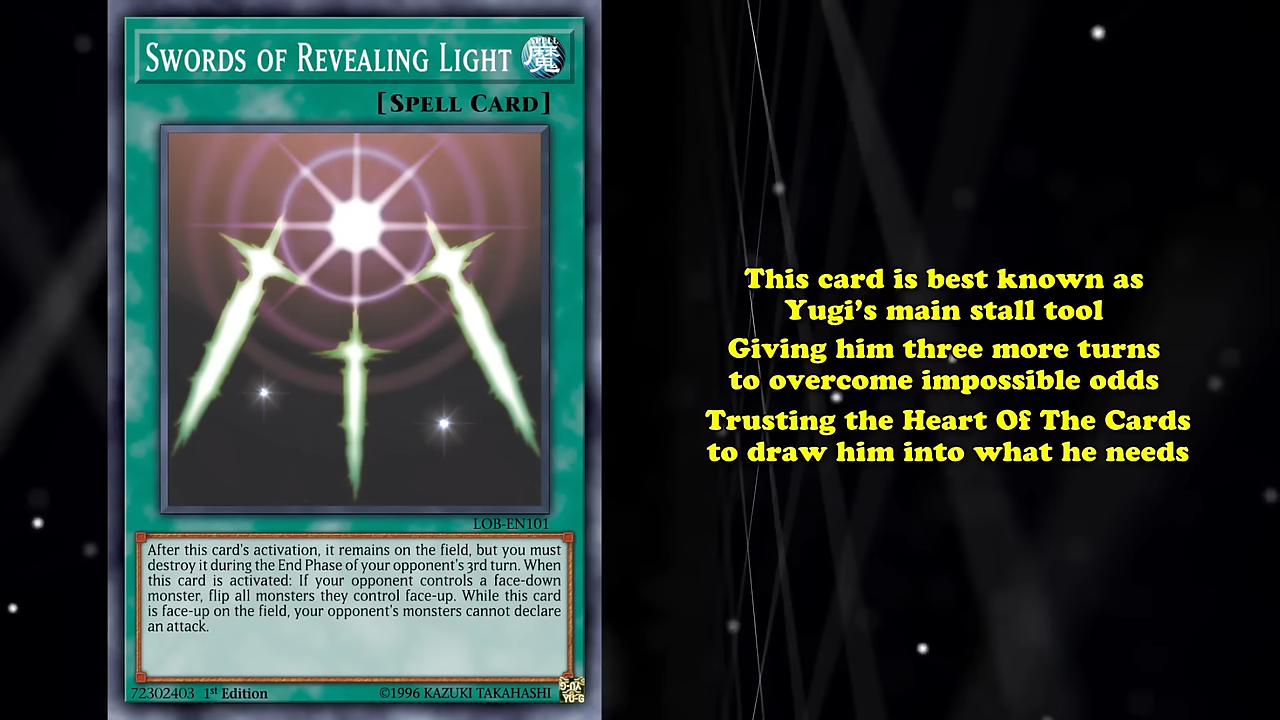 Swords of Revealing Light
SPELL
魔
[Spell Card]
LOB-EN101
After this card's activation, it remains on the field, but you must
destroy it during the End Phase of your opponent's 3rd turn. When
this card is activated: If your opponent controls a face-down
monster, flip all monsters they control face-up. While this card
is face-up on the field, your opponent's monsters cannot declare
an attack.
72302403 1st Edition ©1996 KAZUKI TAKAHASHI
This card is best known as
Yugi's main stall tool
Giving him three more turns
to overcome impossible odds
Trusting the Heart Of The Cards
to draw him into what he needs